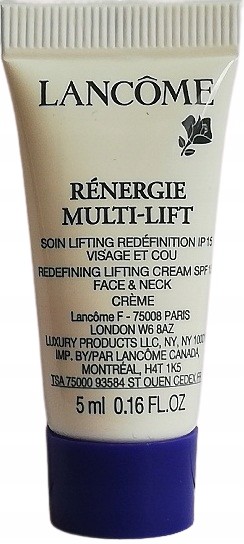 LANCÔME
RÉNERGIE
MULTI-LIFT
SOIN LIFTING REDÉFINITION IP 15
VISAGE ET COU
REDEFINING LIFTING CREAM SPF
FACE & NECK
CRÈME
Lancôme F - 75008 PARIS
LONDON W6 8AZ
LUXURY PRODUCTS LLC, NY, NY
IMP. BY/PAR LANCÔME CANADA
MONTRÉAL, H4T 1K5
TSA 75000 93584 ST OUEN CEDEX FR
5 ml 0.16 FL.OZ